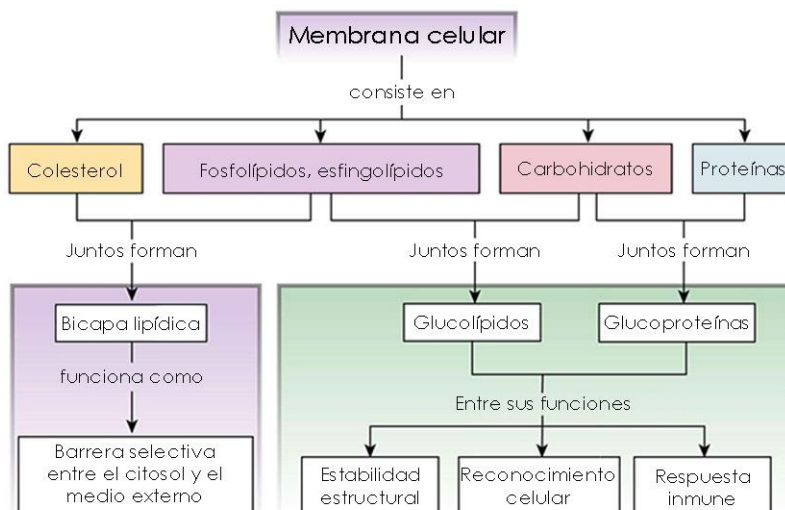 Membrana celular
consiste en
Colesterol
Fosfolípidos, esfingolípidos
Carbohidratos
Proteínas
Juntos forman
Juntos forman
Juntos forman
Bicapa lipídica
Glucolípidos
Glucoproteínas
funciona como
Entre sus funciones
Barrera selectiva
entre el citosol y el
medio externo
Estabilidad
estructural
Reconocimiento
celular
Respuesta
inmune